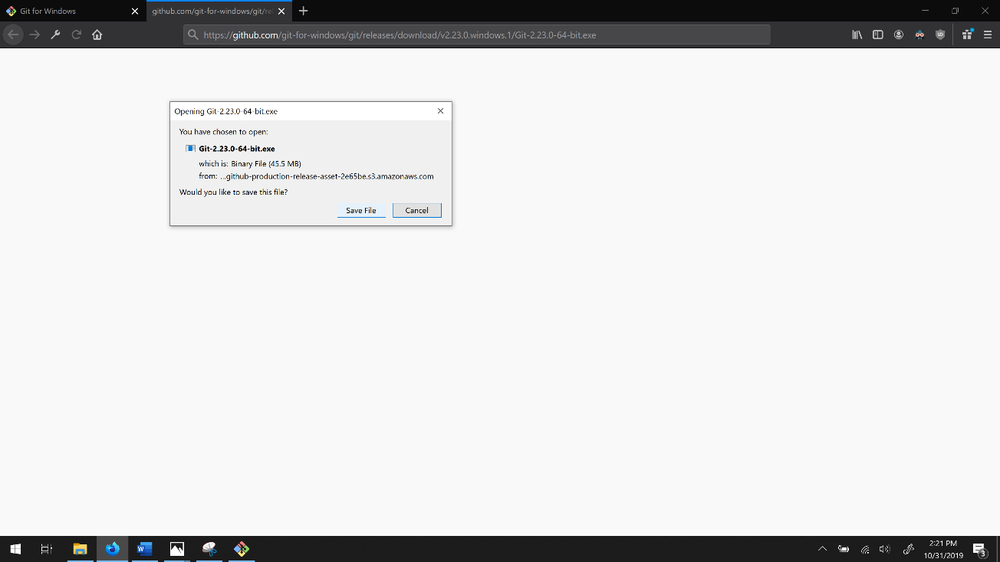 Git for Windows
github.com/git-for-windows/git/rel
https://github.com/git-for-windows/git/releases/download/v2.23.0.windows.1/Git-2.23.0-64-bit.exe
Opening Git-2.23.0-64-bit.exe
You have chosen to open:
Git-2.23.0-64-bit.exe
which is: Binary File (45.5 MB)
from: ...github-production-release-asset-2e65be.s3.amazonaws.com
Would you like to save this file?
Save File
Cancel
2:21 PM
10/31/2019
3